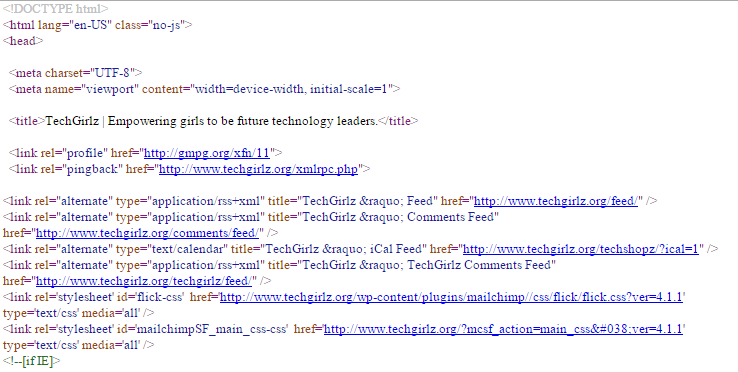 <!DOCTYPE html>
<html lang="en-US" class="no-js">
<head>
<meta charset="UTF-8">
<meta name="viewport" content="width=device-width, initial-scale=1">
<title>TechGirlz | Empowering girls to be future technology leaders.</title>
<link rel="profile" href="http://gmpg.org/xfn/11">
<link rel="pingback" href="http://www.techgirlz.org/xmlrpc.php">
<link rel="alternate" type="application/rss+xml" title="TechGirlz &raquo; Feed" href="http://www.techgirlz.org/feed/" />
<link rel="alternate" type="application/rss+xml" title="TechGirlz &raquo; Comments Feed"
href="http://www.techgirlz.org/comments/feed/" />
<link rel="alternate" type="text/calendar" title="TechGirlz &raquo; iCal Feed" href="http://www.techgirlz.org/techshopz/?ical=1" />
<link rel="alternate" type="application/rss+xml" title="TechGirlz &raquo; TechGirlz Comments Feed"
href="http://www.techgirlz.org/techgirlz/feed/" />
<link rel='stylesheet' id='flick-css' href='http://www.techgirlz.org/wp-content/plugins/mailchimp//css/flick/flick.css?ver=4.1.1'
type='text/css' media='all' />
<link rel='stylesheet' id='mailchimpSF_main_css-css' href='http://www.techgirlz.org/?mcsf_action=main_css&#038;ver=4.1.1'
type='text/css' media='all' />
<!--[if IE]>